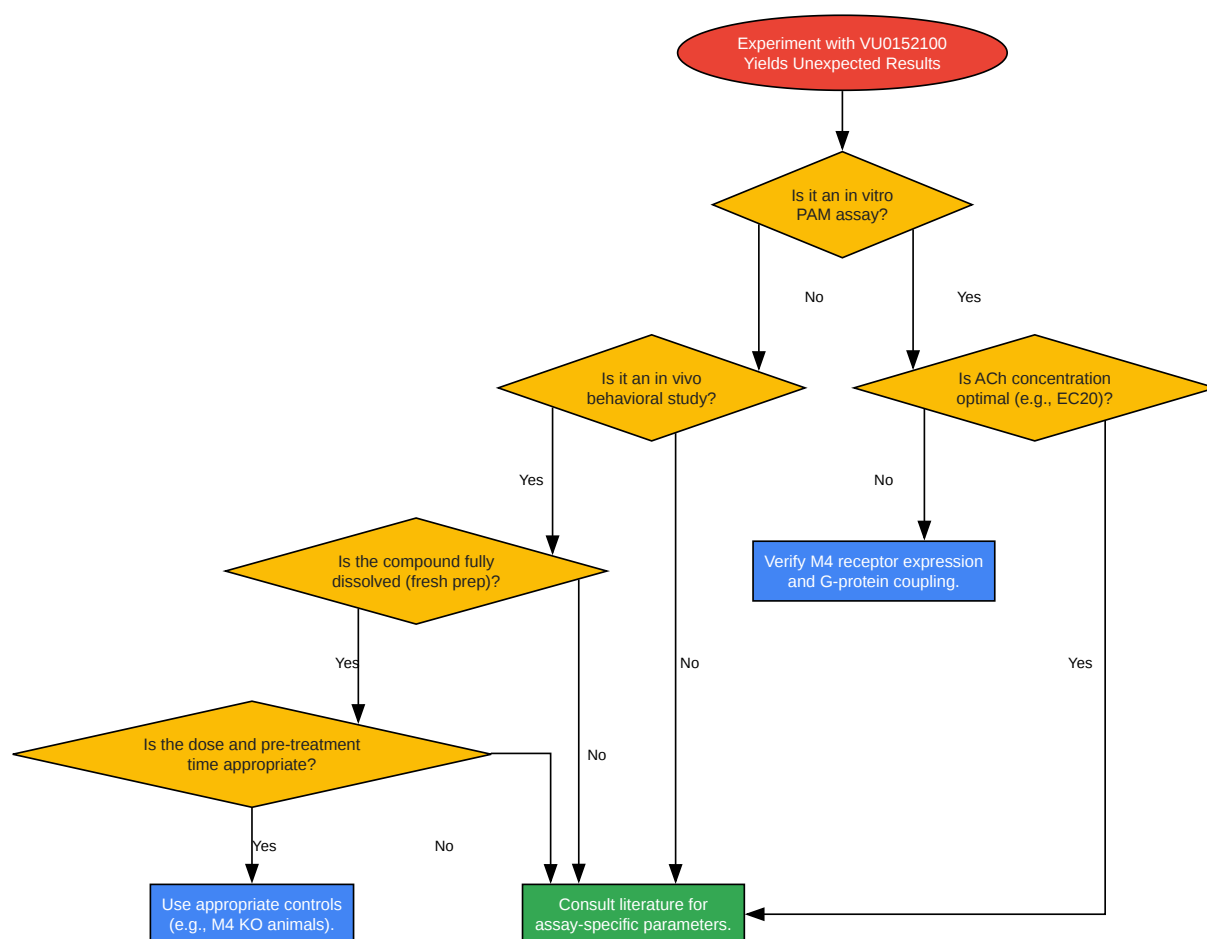 Experiment with VU0152100
Yields Unexpected Results
Is it an in vitro
PAM assay?
No
Yes
Is it an in vivo
behavioral study?
Is ACh concentration
optimal (e.g., EC20)?
Yes
No
Is the compound fully
dissolved (fresh prep)?
Verify M4 receptor expression
and G-protein coupling.
Yes
No
Yes
Is the dose and pre-treatment
time appropriate?
No
Yes
No
Use appropriate controls
(e.g., M4 KO animals).
Consult literature for
assay-specific parameters.